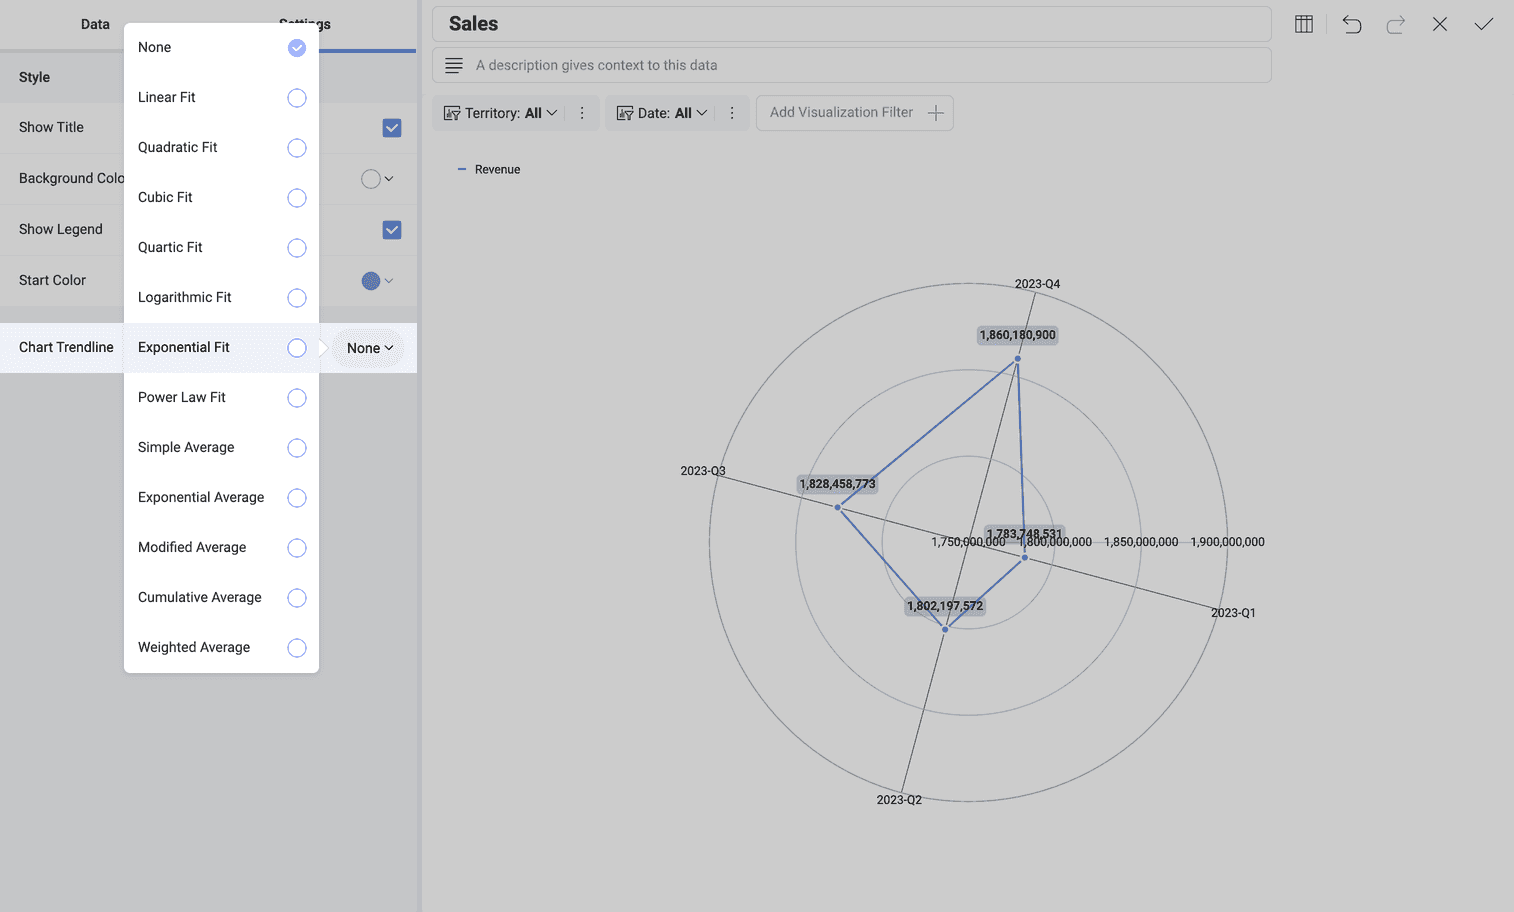 Data
Settings
Style
Show Title
Background Colo
Show Legend
Start Color
Chart Trendline
None
None
Linear Fit
Quadratic Fit
Cubic Fit
Quartic Fit
Logarithmic Fit
Exponential Fit
Power Law Fit
Simple Average
Exponential Average
Modified Average
Cumulative Average
Weighted Average
Sales
A description gives context to this data
Territory: All
Date: All
Add Visualization Filter
Revenue
2023-Q4
1,860,180,900
2023-Q3
1,828,458,773
1,783,748,531
1,750,000,000
1,800,000,000
1,850,000,000
1,900,000,000
1,802,197,572
2023-Q1
2023-Q2